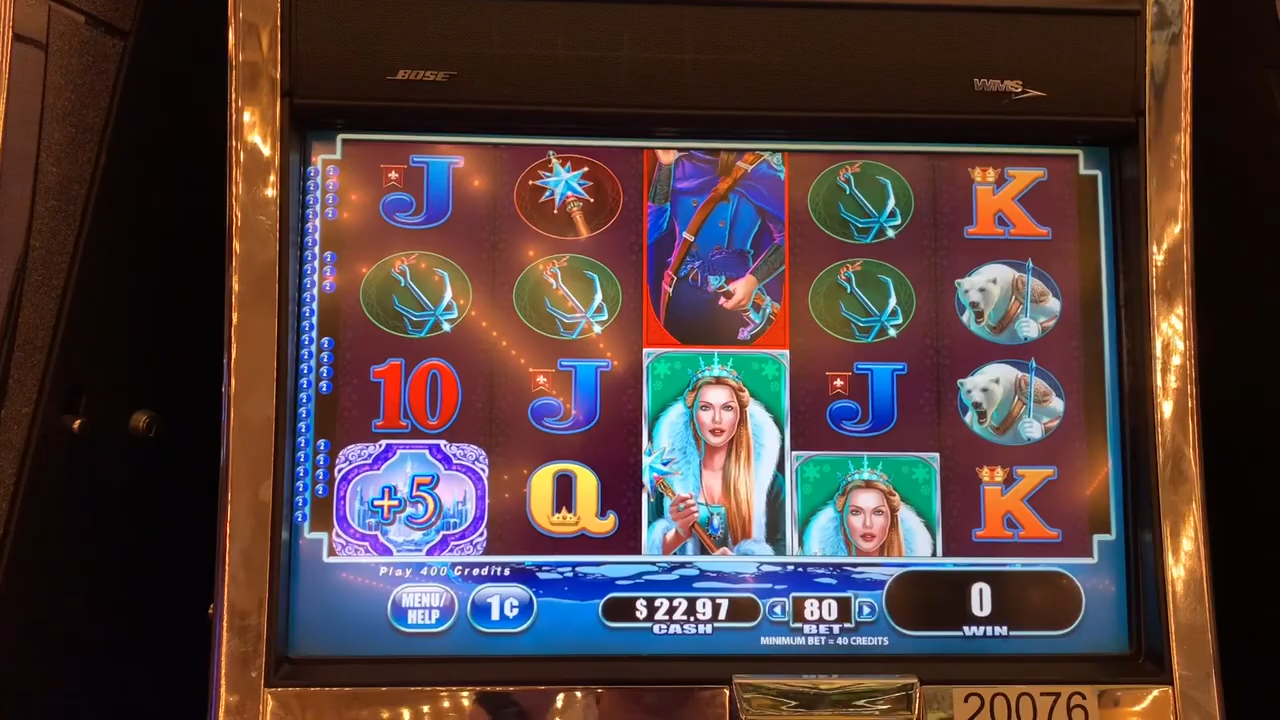 BOSE
WMS
J
K
10
J
J
+5
Q
K
Play 400 Credits
MENU/
HELP
1¢
$22.97
CASH
80
BET
MINIMUM BET = 40 CREDITS
0
WIN
20076